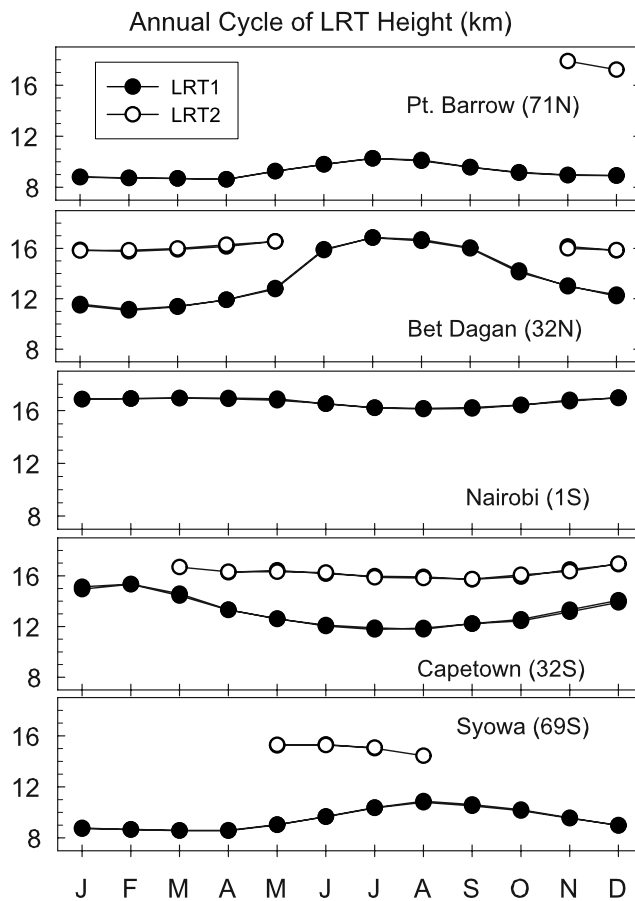 Annual Cycle of LRT Height (km)
16
12
8
LRT1
LRT2
Pt. Barrow (71N)
16
12
8
Bet Dagan (32N)
16
12
8
Nairobi (1S)
16
12
8
Capetown (32S)
16
12
8
Syowa (69S)
J F M A M J J A S O N D